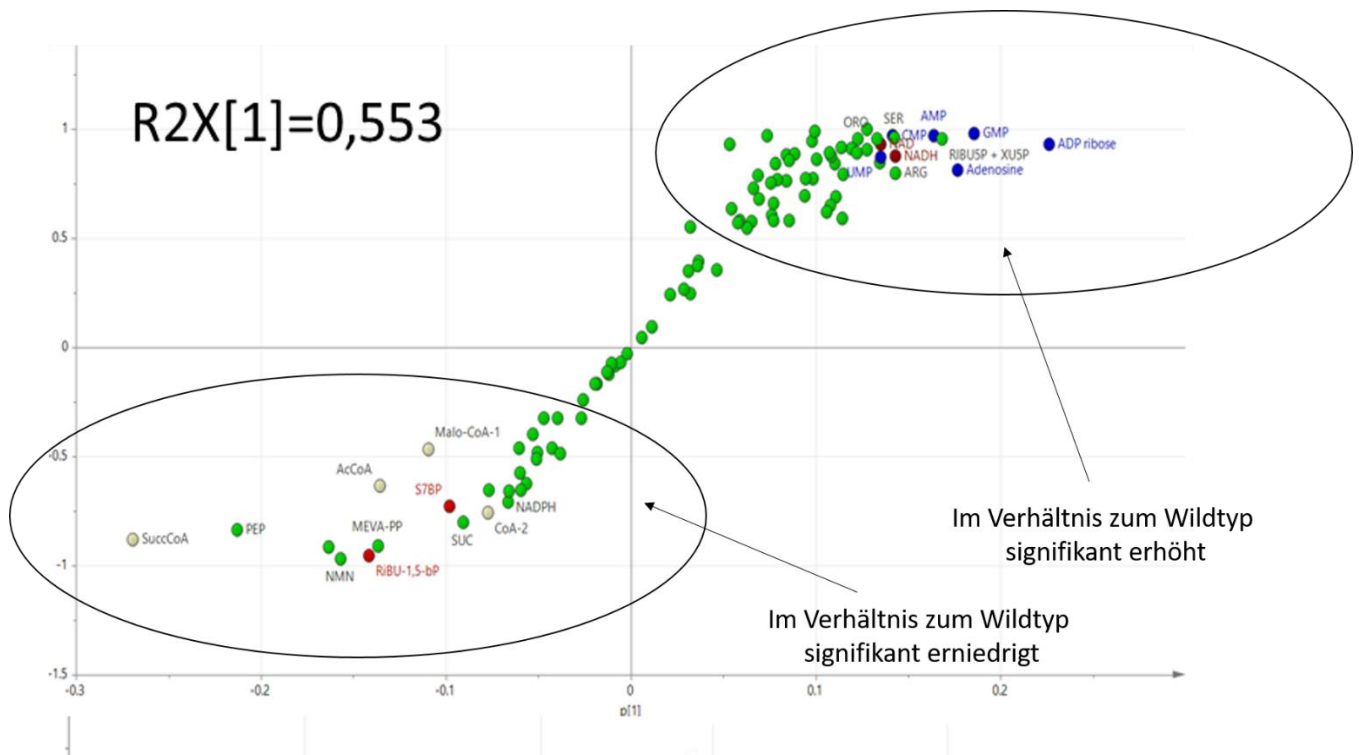 R2X[1]=0,553
1
0.5
0
-0.5
-1
-1.5
-0.3
-0.2
-0.1
0
0.1
0.2
p[1]
ORO
SER
AMP
CMP
GMP
NAD
ADP ribose
NADH
RIBU5P + XU5P
UMP
ARG
Adenosine
Malo-CoA-1
AcCoA
S7BP
NADPH
CoA-2
SuccCoA
PEP
MEVA-PP
SUC
NMN
RiBU-1,5-bP
Im Verhältnis zum Wildtyp
signifikant erhöht
Im Verhältnis zum Wildtyp
signifikant erniedrigt